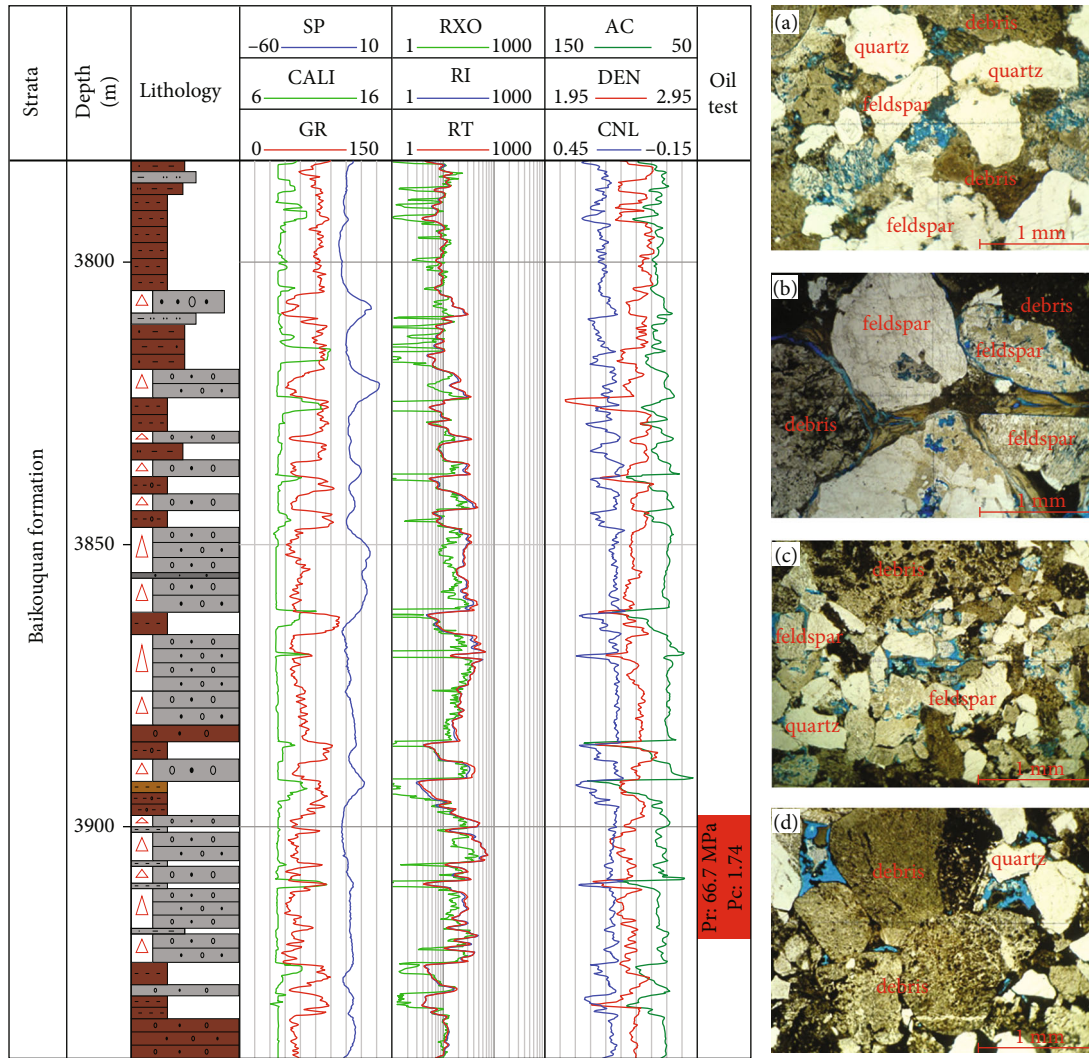 Strata
Depth
(m)
Lithology
SP
−60 10
CALI
6 16
GR
0 150
RXO
1 1000
RI
1 1000
RT
1 1000
AC
150 50
DEN
1.95 2.95
CNL
0.45 −0.15
Oil
test
Baikouquan formation
3800
3850
3900
Pr: 66.7 MPa
Pc: 1.74
(a)
debris
quartz
quartz
feldspar
debris
feldspar
1 mm
(b)
debris
feldspar
feldspar
debris
feldspar
1 mm
(c)
debris
feldspar
feldspar
quartz
1 mm
(d)
quartz
debris
debris
1 mm